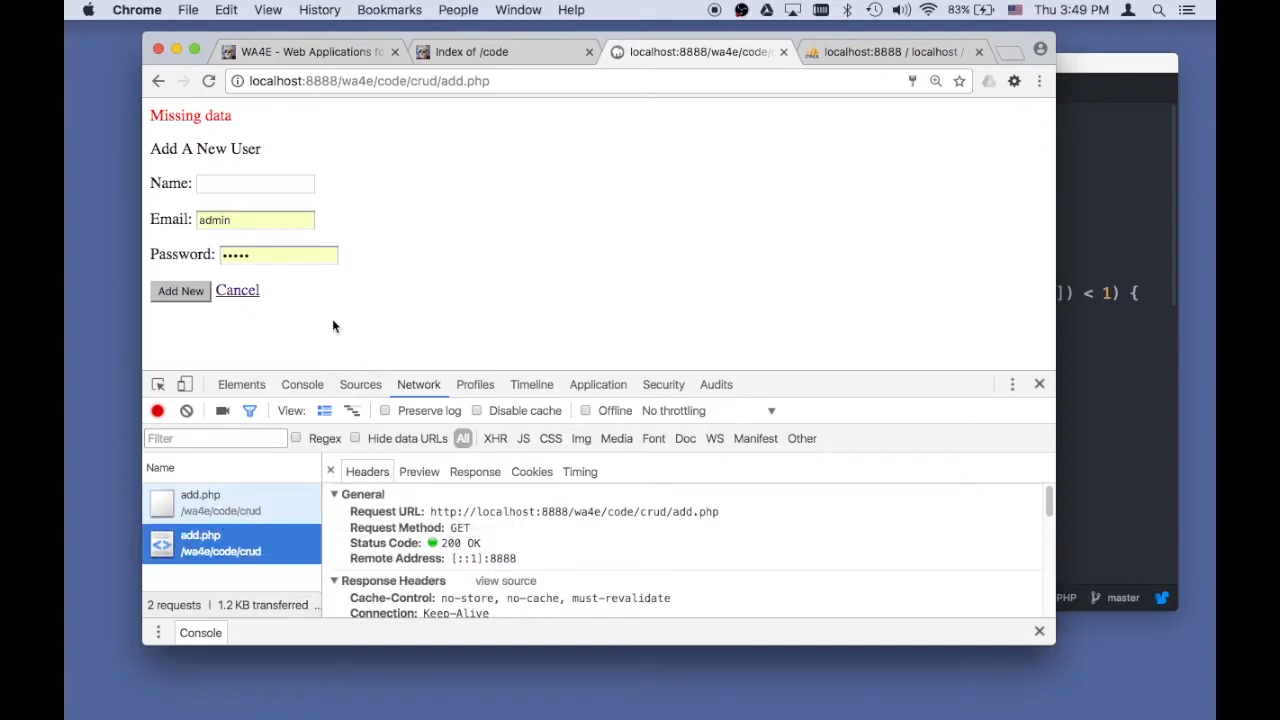 Chrome File Edit View History Bookmarks People Window Help 83% Thu 3:49 PM
WA4E - Web Applications fo Index of /code localhost:8888/wa4e/code/ localhost:8888 / localhost /
localhost:8888/wa4e/code/crud/add.php
Missing data
Add A New User
Name:
Email: admin
Password: •••••
Add New Cancel
]) < 1) {
Elements Console Sources Network Profiles Timeline Application Security Audits
View: Preserve log Disable cache Offline No throttling
Filter Regex Hide data URLs All XHR JS CSS Img Media Font Doc WS Manifest Other
Name Headers Preview Response Cookies Timing
add.php
/wa4e/code/crud
add.php
/wa4e/code/crud
General
Request URL: http://localhost:8888/wa4e/code/crud/add.php
Request Method: GET
Status Code: 200 OK
Remote Address: [::1]:8888
Response Headers view source
Cache-Control: no-store, no-cache, must-revalidate
Connection: Keep-Alive
2 requests | 1.2 KB transferred ...
PHP master
Console